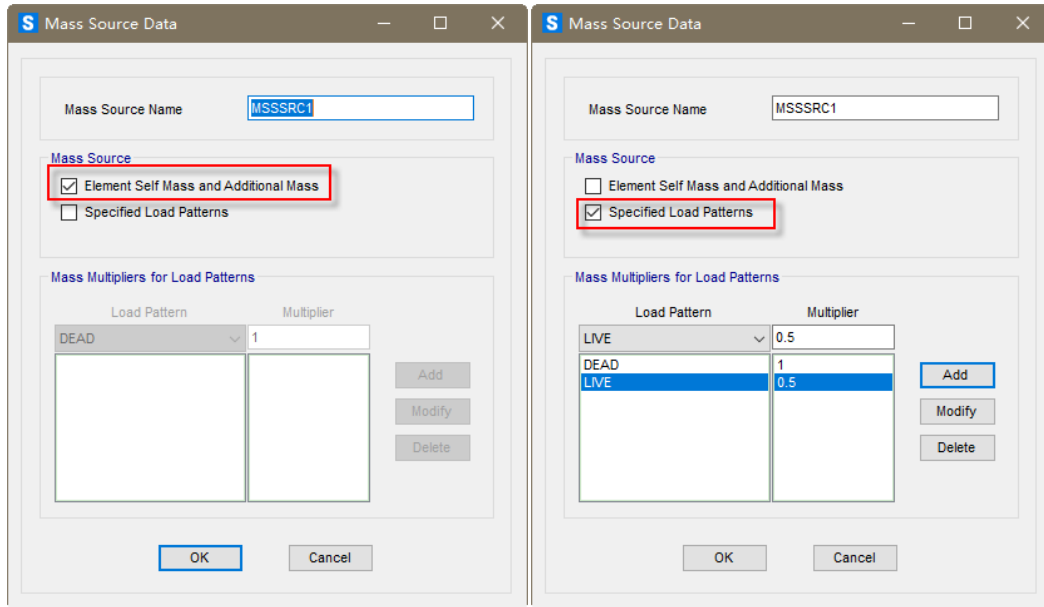 S Mass Source Data
Mass Source Name MSSSRC1
Mass Source
Element Self Mass and Additional Mass
Specified Load Patterns
Mass Multipliers for Load Patterns
Load Pattern Multiplier
DEAD 1
Add
Modify
Delete
OK Cancel
S Mass Source Data
Mass Source Name MSSSRC1
Mass Source
Element Self Mass and Additional Mass
Specified Load Patterns
Mass Multipliers for Load Patterns
Load Pattern Multiplier
LIVE 0.5
DEAD 1
LIVE 0.5
Add
Modify
Delete
OK Cancel